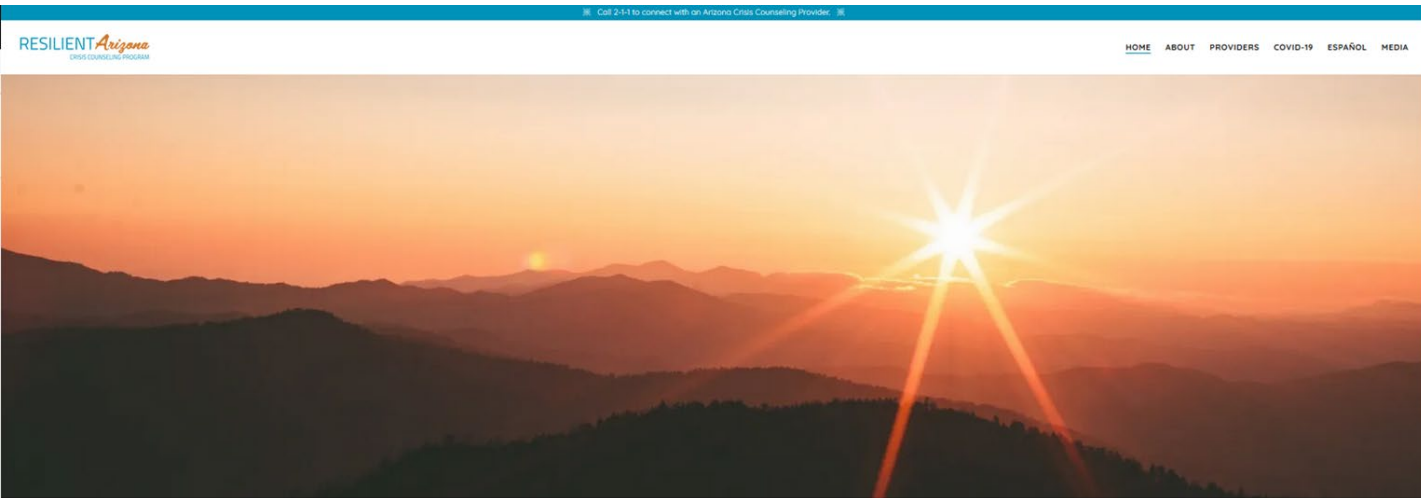 Call 2-1-1 to connect with an Arizona Crisis Counseling Provider.
RESILIENT Arizona
CRISIS COUNSELING PROGRAM
HOME ABOUT PROVIDERS COVID-19 ESPAÑOL MEDIA